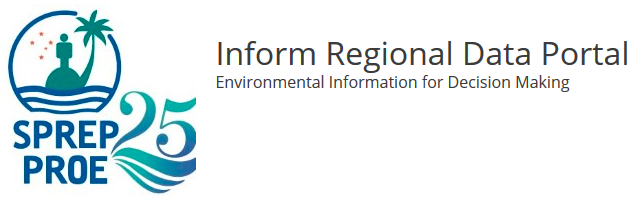 SPREP
PROE
25
Inform Regional Data Portal
Environmental Information for Decision Making